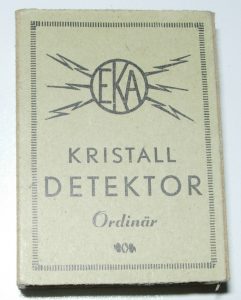 EKA
KRISTALL
DETEKTOR
Ordinär